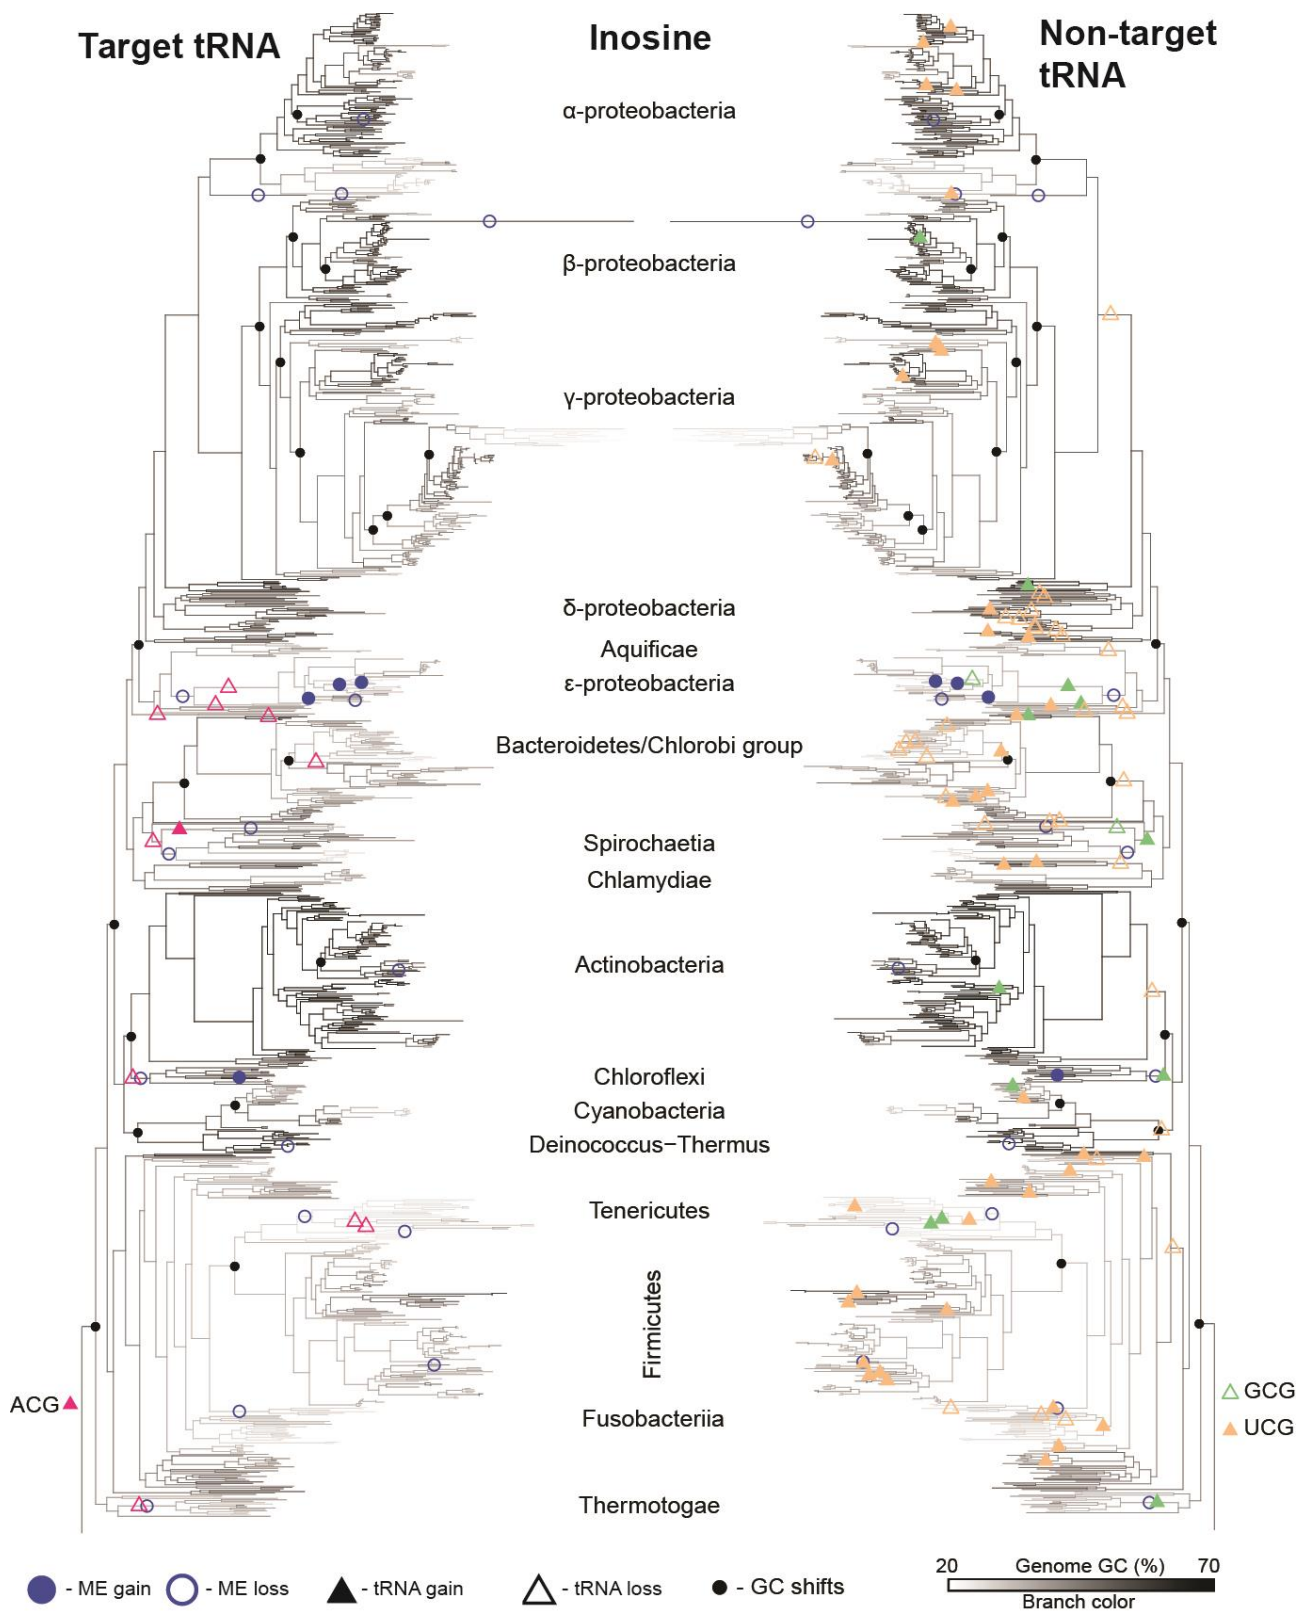 Target tRNA
Inosine
Non-target
tRNA
α-proteobacteria
β-proteobacteria
γ-proteobacteria
δ-proteobacteria
Aquificae
ε-proteobacteria
Bacteroidetes/Chlorobi group
Spirochaetia
Chlamydiae
Actinobacteria
Chloroflexi
Cyanobacteria
Deinococcus−Thermus
Tenericutes
Firmicutes
ACG
GCG
UCG
Fusobacteriia
Thermotogae
- ME gain
- ME loss
- tRNA gain
- tRNA loss
- GC shifts
20 Genome GC (%) 70
Branch color